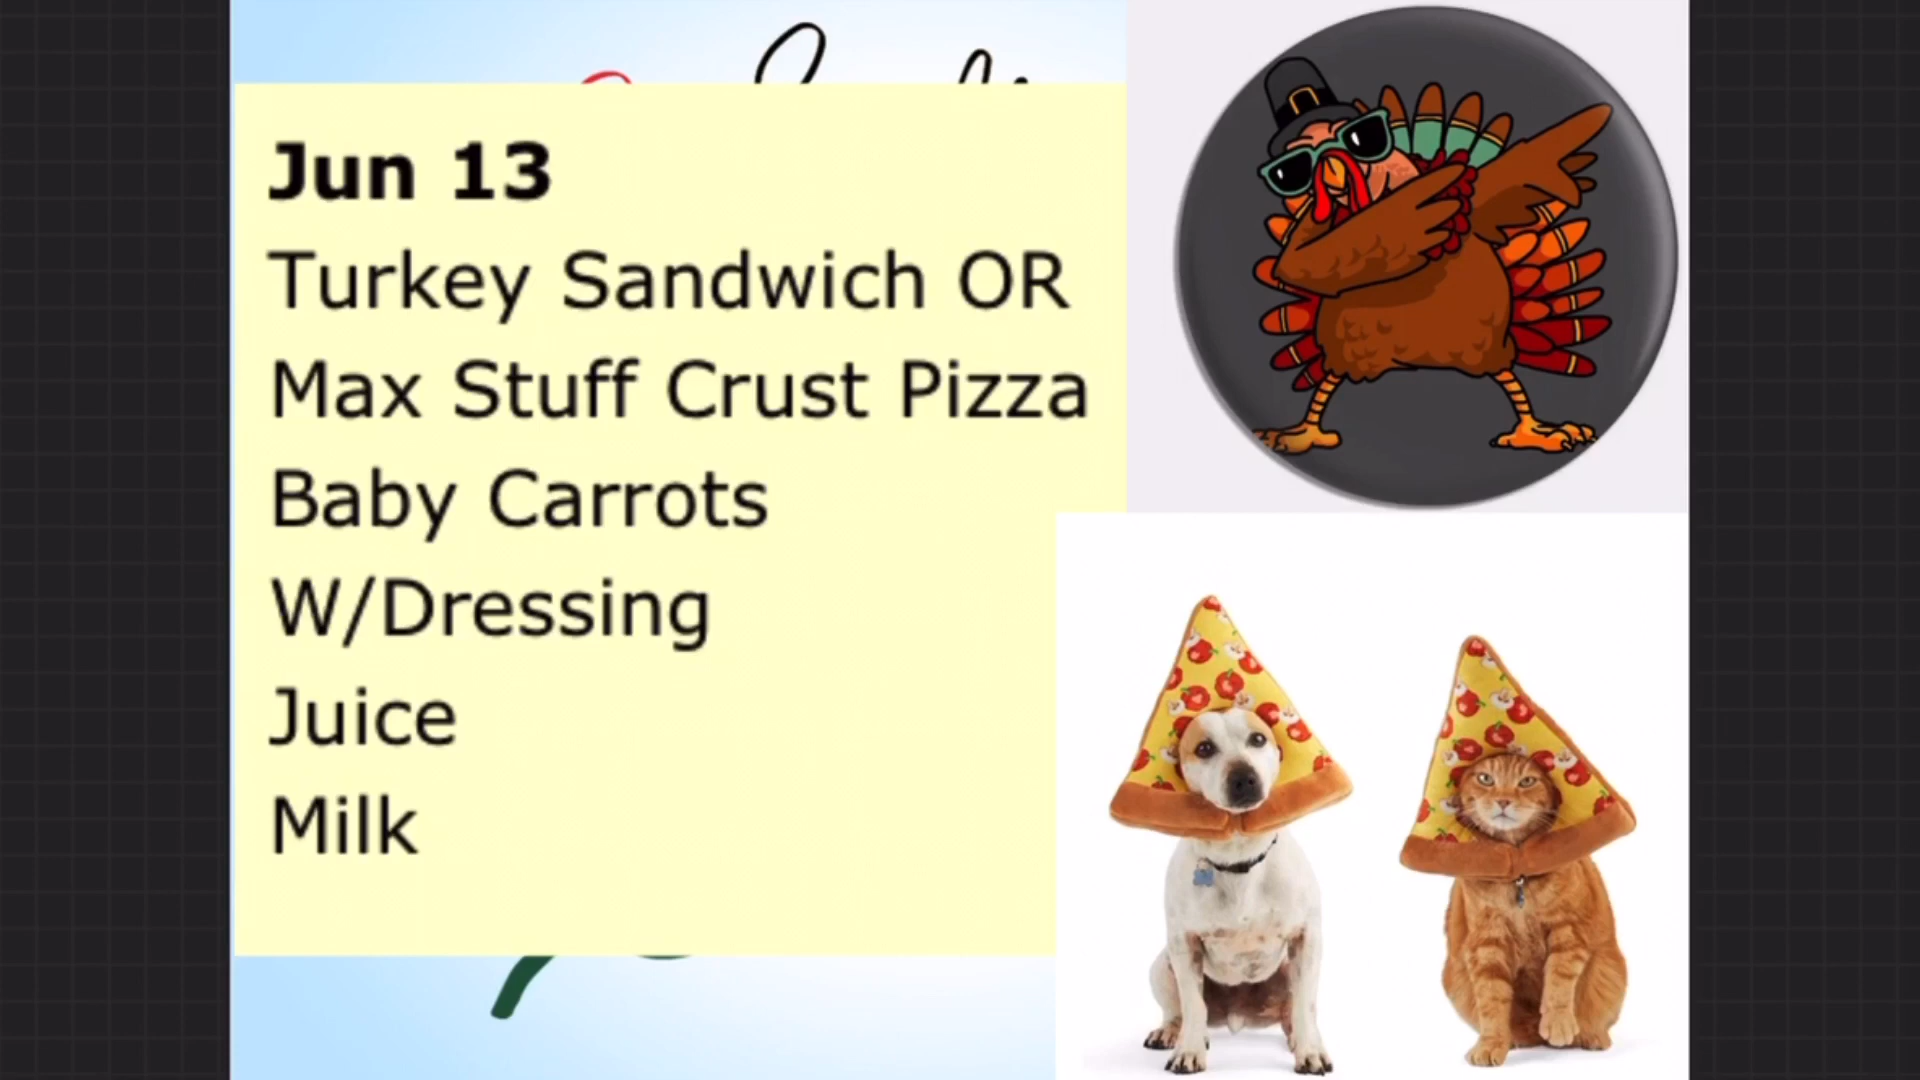 Jun 13
Turkey Sandwich OR
Max Stuff Crust Pizza
Baby Carrots
W/Dressing
Juice
Milk